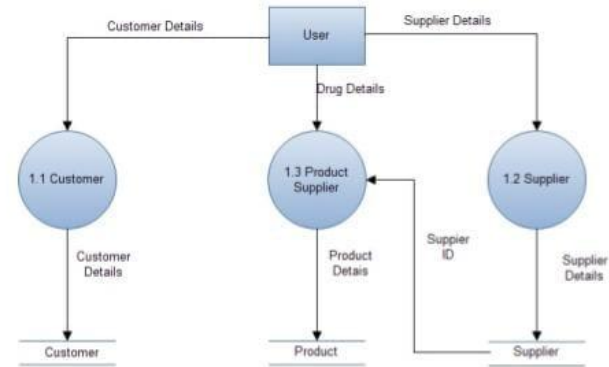 Customer Details
User
Supplier Details
Drug Details
1.1 Customer
1.3 Product
Supplier
1.2 Supplier
Customer
Details
Product
Detais
Suppier
ID
Supplier
Details
Customer
Product
Supplier